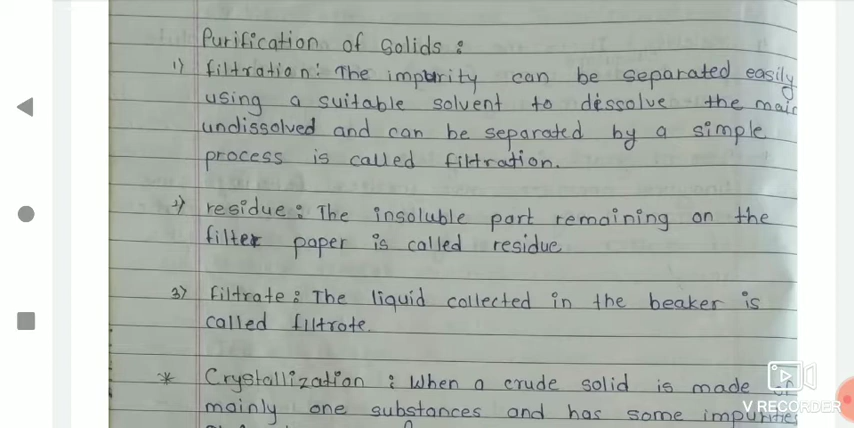 Purification of Solids :
1) filtration : The impurity can be separated easily
using a suitable solvent to dissolve the
undissolved and can be separated by a simple
process is called filtration.
2) residue : The insoluble part remaining on the
filter paper is called residue
3) filtrate : The liquid collected in the beaker is
called filtrate.
* Crystallization : When a crude solid is made
mainly one substances and has some impurities
V RECORDER